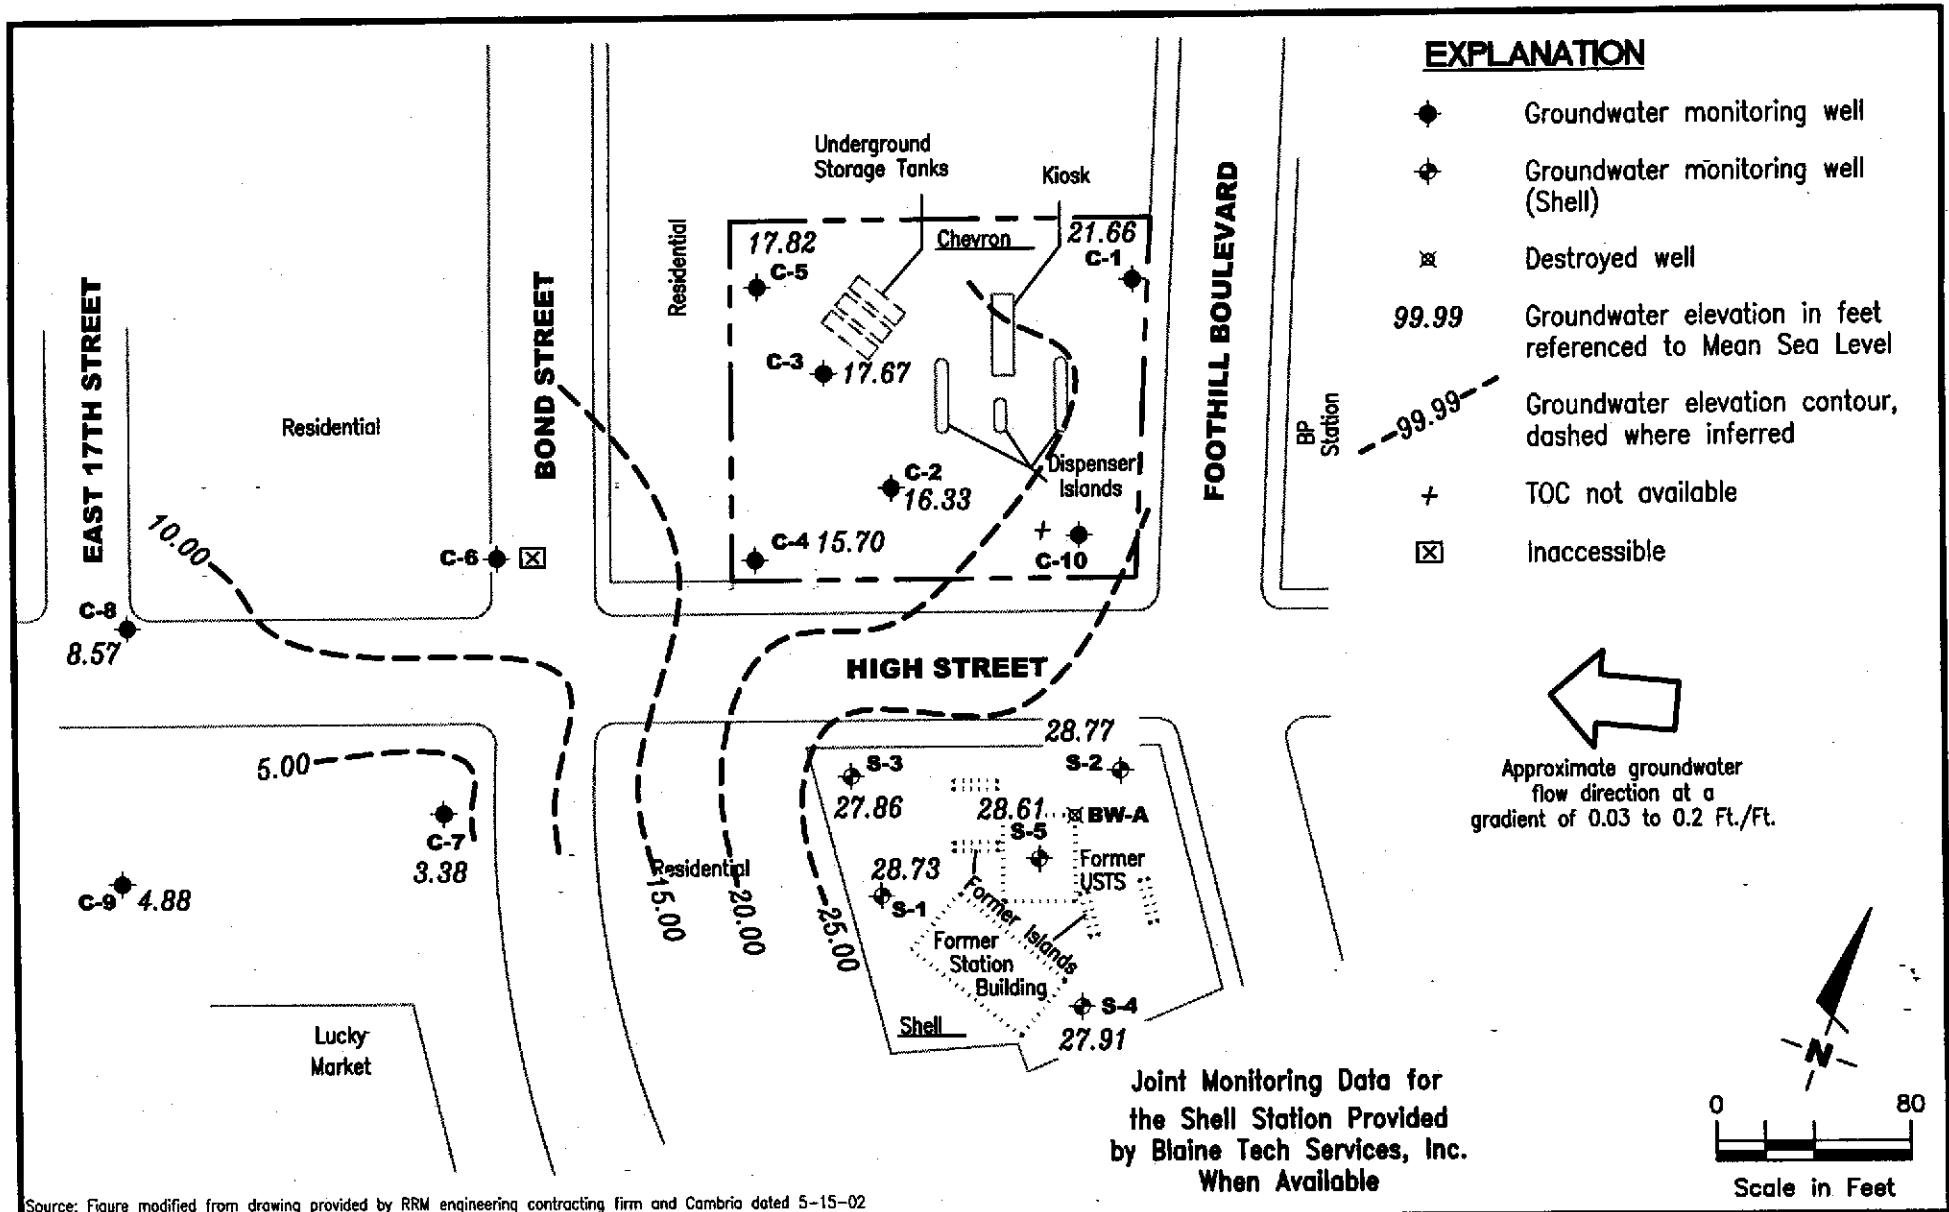 EXPLANATION
Groundwater monitoring well
Groundwater monitoring well
(Shell)
Destroyed well
99.99
Groundwater elevation in feet
referenced to Mean Sea Level
99.99
Groundwater elevation contour,
dashed where inferred
+
TOC not available
Inaccessible
Underground
Storage Tanks
Kiosk
Residential
17.82
Chevron
21.66
C-5
C-1
C-3
17.67
C-2
16.33
Dispenser
Islands
C-4
15.70
+
C-10
EAST 17TH STREET
BOND STREET
FOOTHILL BOULEVARD
BP
Station
Residential
10.00
C-6
C-8
8.57
HIGH STREET
5.00
C-7
3.38
C-9
4.88
Residential
15.00
20.00
25.00
28.77
S-3
27.86
S-2
28.61
S-5
BW-A
28.73
S-1
Former
USTS
Former Islands
Former
Station
Building
S-4
27.91
Shell
Lucky
Market
Approximate groundwater
flow direction at a
gradient of 0.03 to 0.2 Ft./Ft.
N
Joint Monitoring Data for
the Shell Station Provided
by Blaine Tech Services, Inc.
When Available
0
80
Scale in Feet
Source: Figure modified from drawing provided by RRM engineering contracting firm and Cambria dated 5-15-02